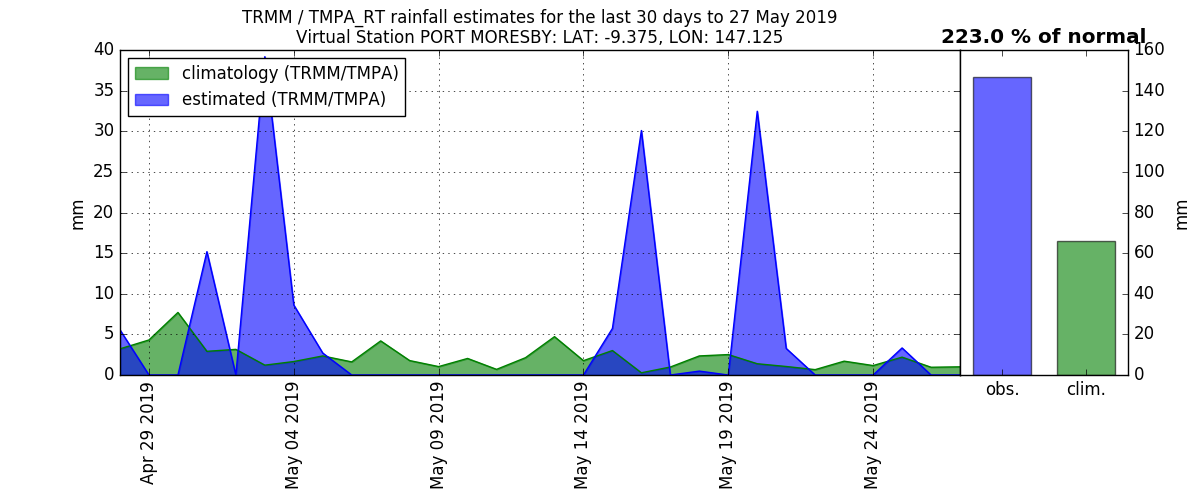 TRMM / TMPA_RT rainfall estimates for the last 30 days to 27 May 2019
Virtual Station PORT MORESBY: LAT: -9.375, LON: 147.125
223.0 % of normal
climatology (TRMM/TMPA)
estimated (TRMM/TMPA)
40
35
30
25
20
15
10
5
0
mm
160
140
120
100
80
60
40
20
0
mm
Apr 29 2019
May 04 2019
May 09 2019
May 14 2019
May 19 2019
May 24 2019
obs.
clim.